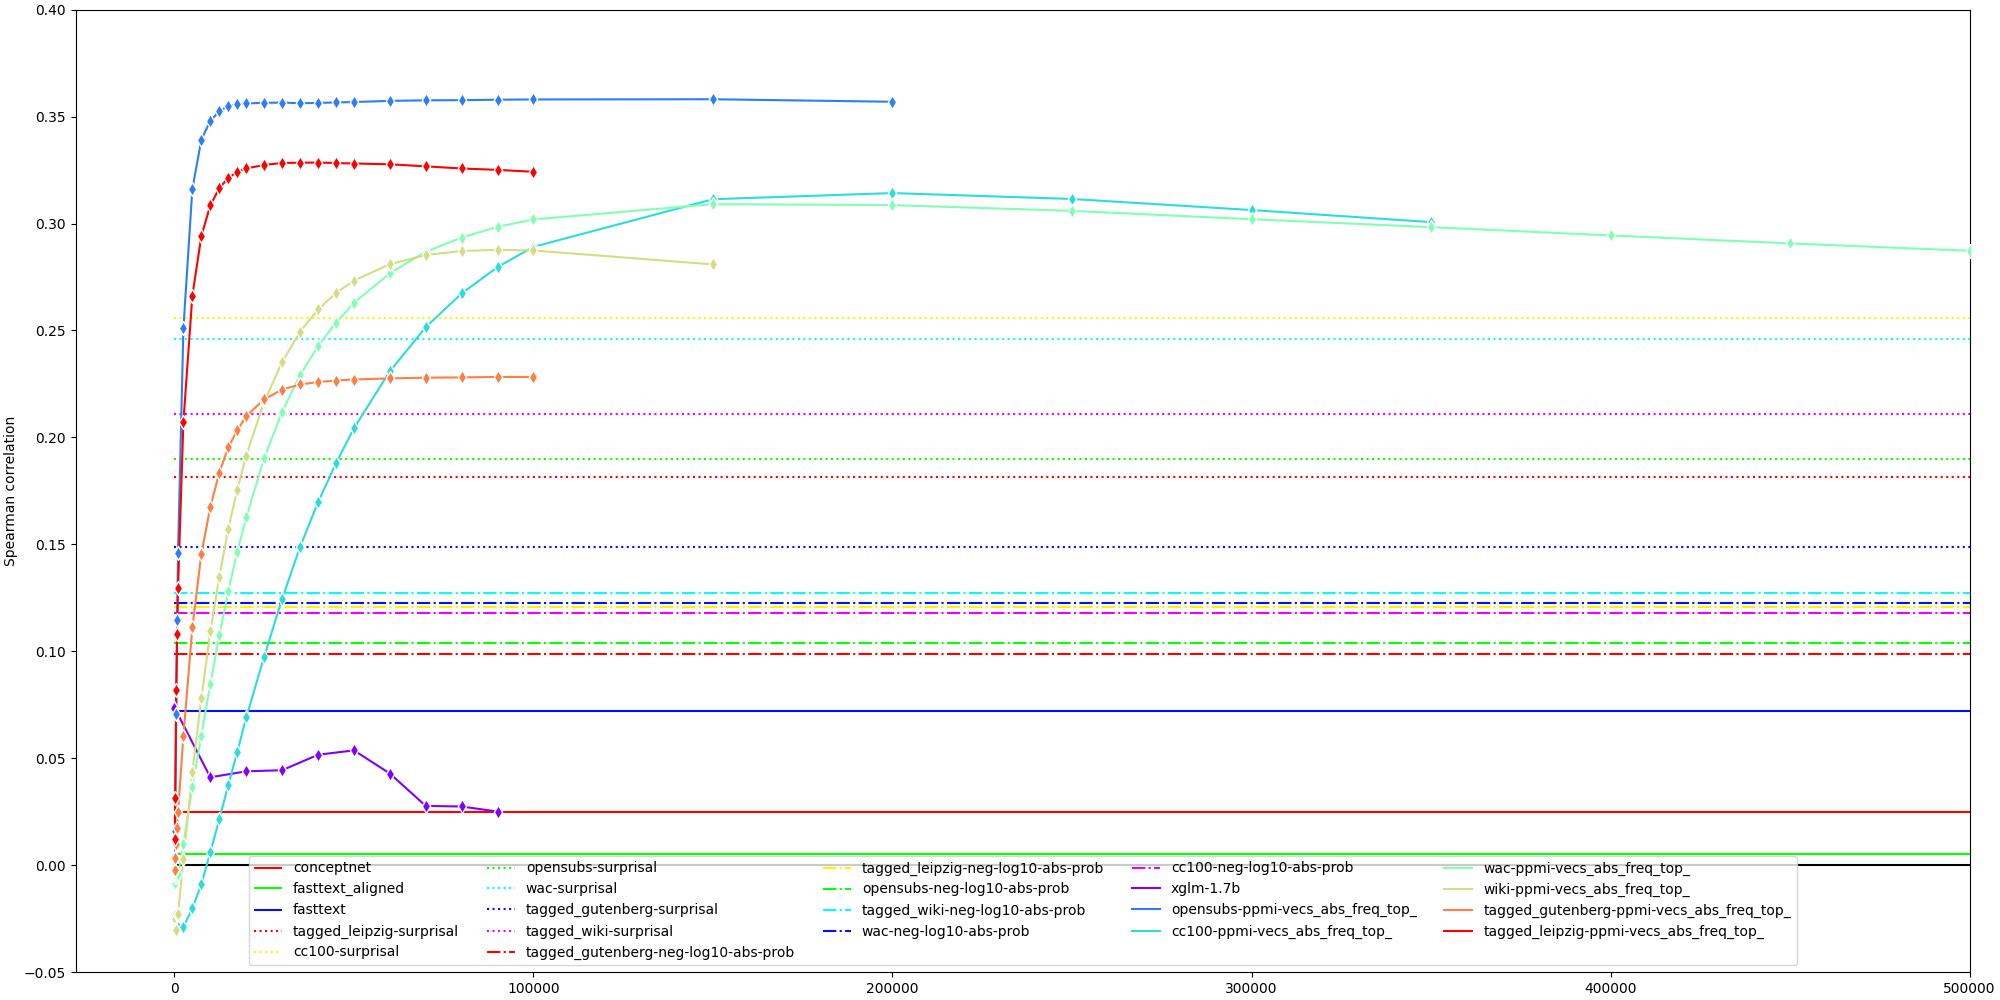 0.40
0.35
0.30
0.25
0.20
0.15
0.10
0.05
0.00
−0.05
Spearman correlation
conceptnet
fasttext_aligned
fasttext
tagged_leipzig-surprisal
cc100-surprisal
opensubs-surprisal
wac-surprisal
tagged_gutenberg-surprisal
tagged_wiki-surprisal
tagged_gutenberg-neg-log10-abs-prob
tagged_leipzig-neg-log10-abs-prob
opensubs-neg-log10-abs-prob
tagged_wiki-neg-log10-abs-prob
wac-neg-log10-abs-prob
cc100-neg-log10-abs-prob
xglm-1.7b
opensubs-ppmi-vecs_abs_freq_top_
cc100-ppmi-vecs_abs_freq_top_
wac-ppmi-vecs_abs_freq_top_
wiki-ppmi-vecs_abs_freq_top_
tagged_gutenberg-ppmi-vecs_abs_freq_top_
tagged_leipzig-ppmi-vecs_abs_freq_top_
0
100000
200000
300000
400000
500000